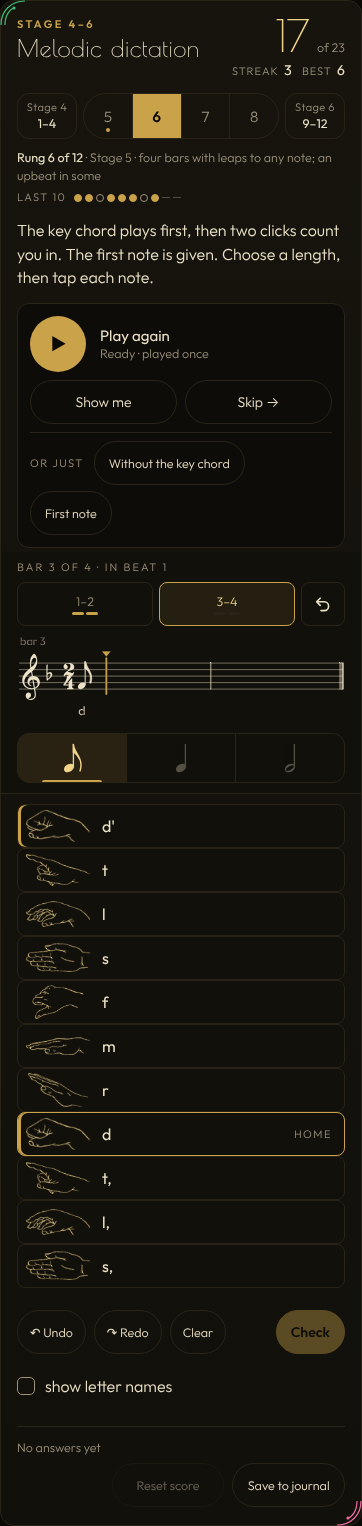 STAGE 4–6
Melodic dictation
17 of 23
STREAK 3 BEST 6
Stage 4
1–4
5
6
7
8
Stage 6
9–12
Rung 6 of 12 · Stage 5 · four bars with leaps to any note; an
upbeat in some
LAST 10
The key chord plays first, then two clicks count
you in. The first note is given. Choose a length,
then tap each note.
Play again
Ready · played once
Show me
Skip →
OR JUST
Without the key chord
First note
BAR 3 OF 4 · IN BEAT 1
1–2
3–4
bar 3
2
4
d
d'
t
l
s
f
m
r
d HOME
t,
l,
s,
↶ Undo
↷ Redo
Clear
Check
show letter names
No answers yet
Reset score
Save to journal